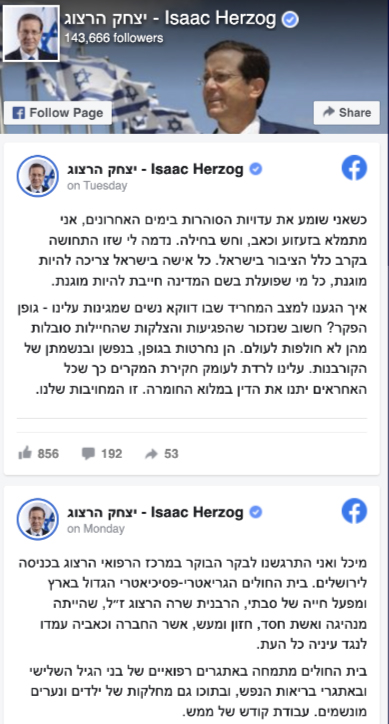 יצחק הרצוג - Isaac Herzog
143,666 followers
Follow Page
Share
יצחק הרצוג - Isaac Herzog
on Tuesday
כשאני שומע את עדויות הסוהרות בימים האחרונים, אני
מתמלא בזעזוע וכאב, וחש בחילה. נדמה לי שזו התחושה
בקרב כלל הציבור בישראל. כל אישה בישראל צריכה להיות
מוגנת, כל מי שפועלת בשם המדינה חייבת להיות מוגנת.
איך הגענו למצב המחריד שבו דווקא נשים שמגינות עלינו - גופן
הפקר? חשוב שנזכור שהפגיעות והצלקות שהחיילות סובלות
מהן לא חולפות לעולם. הן נחרטות בגופן, בנפשן ובנשמתן של
הקורבנות. עלינו לרדת לעומק חקירת המקרים כך שכל
האחראים יתנו את הדין במלוא החומרה. זו המחויבות שלנו.
856
192
53
יצחק הרצוג - Isaac Herzog
on Monday
מיכל ואני התרגשנו לבקר הבוקר במרכז הרפואי הרצוג בכניסה
לירושלים. בית החולים הגריאטרי-פסיכיאטרי הגדול בארץ
ומפעל חייה של סבתי, הרבנית שרה הרצוג ז״ל, שהייתה
מנהיגה ואשת חסד, חזון ומעש, אשר החברה וכאביה עמדו
לנגד עיניה כל העת.
בית החולים מתמחה באתגרים רפואיים של בני הגיל השלישי
ובאתגרי בריאות הנפש, ובתוכו גם מחלקות של ילדים ונערים
מונשמים. עבודת קודש של ממש.